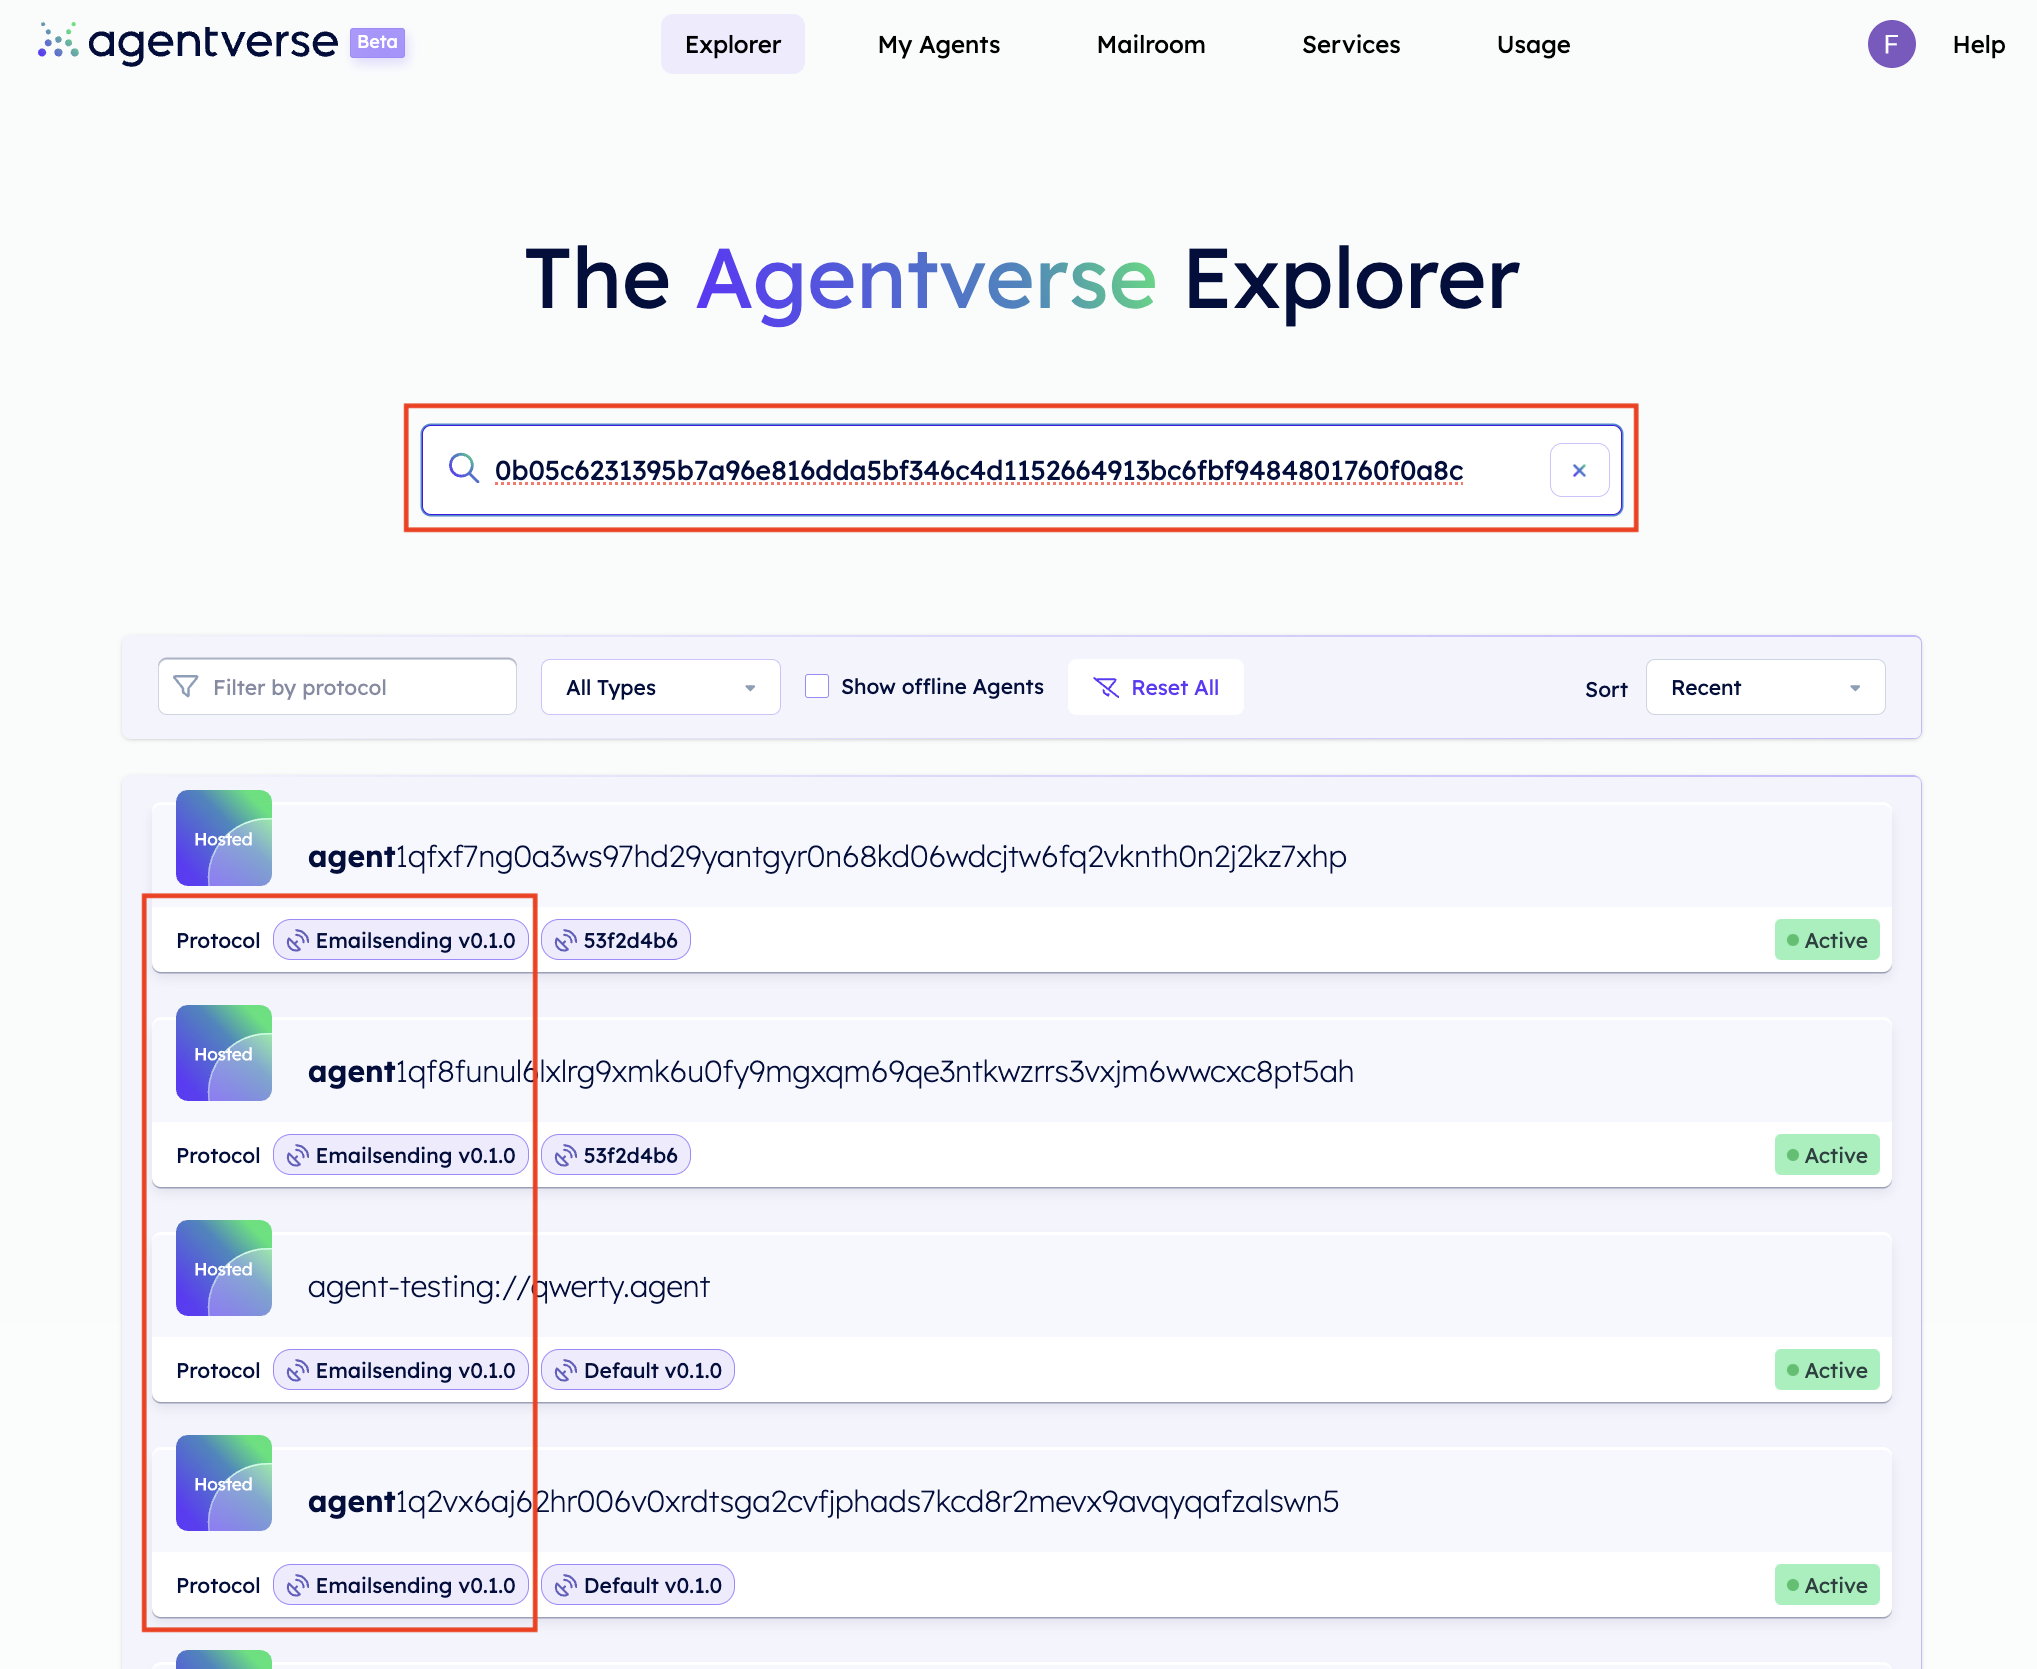 agentverse Beta Explorer My Agents Mailroom Services Usage F Help
The Agentverse Explorer
0b05c6231395b7a96e816dda5bf346c4d1152664913bc6fbf9484801760f0a8c
Filter by protocol All Types Show offline Agents Reset All Sort Recent
Hosted agent1qfxf7ng0a3ws97hd29yantgyr0n68kd06wdcjtw6fq2vknth0n2j2kz7xhp
Protocol Emailsending v0.1.0 53f2d4b6 Active
Hosted agent1qf8funul6lxlrg9xmk6u0fy9mgxqm69qe3ntkwzrrs3vxjm6wwcxc8pt5ah
Protocol Emailsending v0.1.0 53f2d4b6 Active
Hosted agent-testing://qwerty.agent
Protocol Emailsending v0.1.0 Default v0.1.0 Active
Hosted agent1q2vx6aj62hr006v0xrdtsga2cvfjphads7kcd8r2mevx9avqyqafzalswn5
Protocol Emailsending v0.1.0 Default v0.1.0 Active